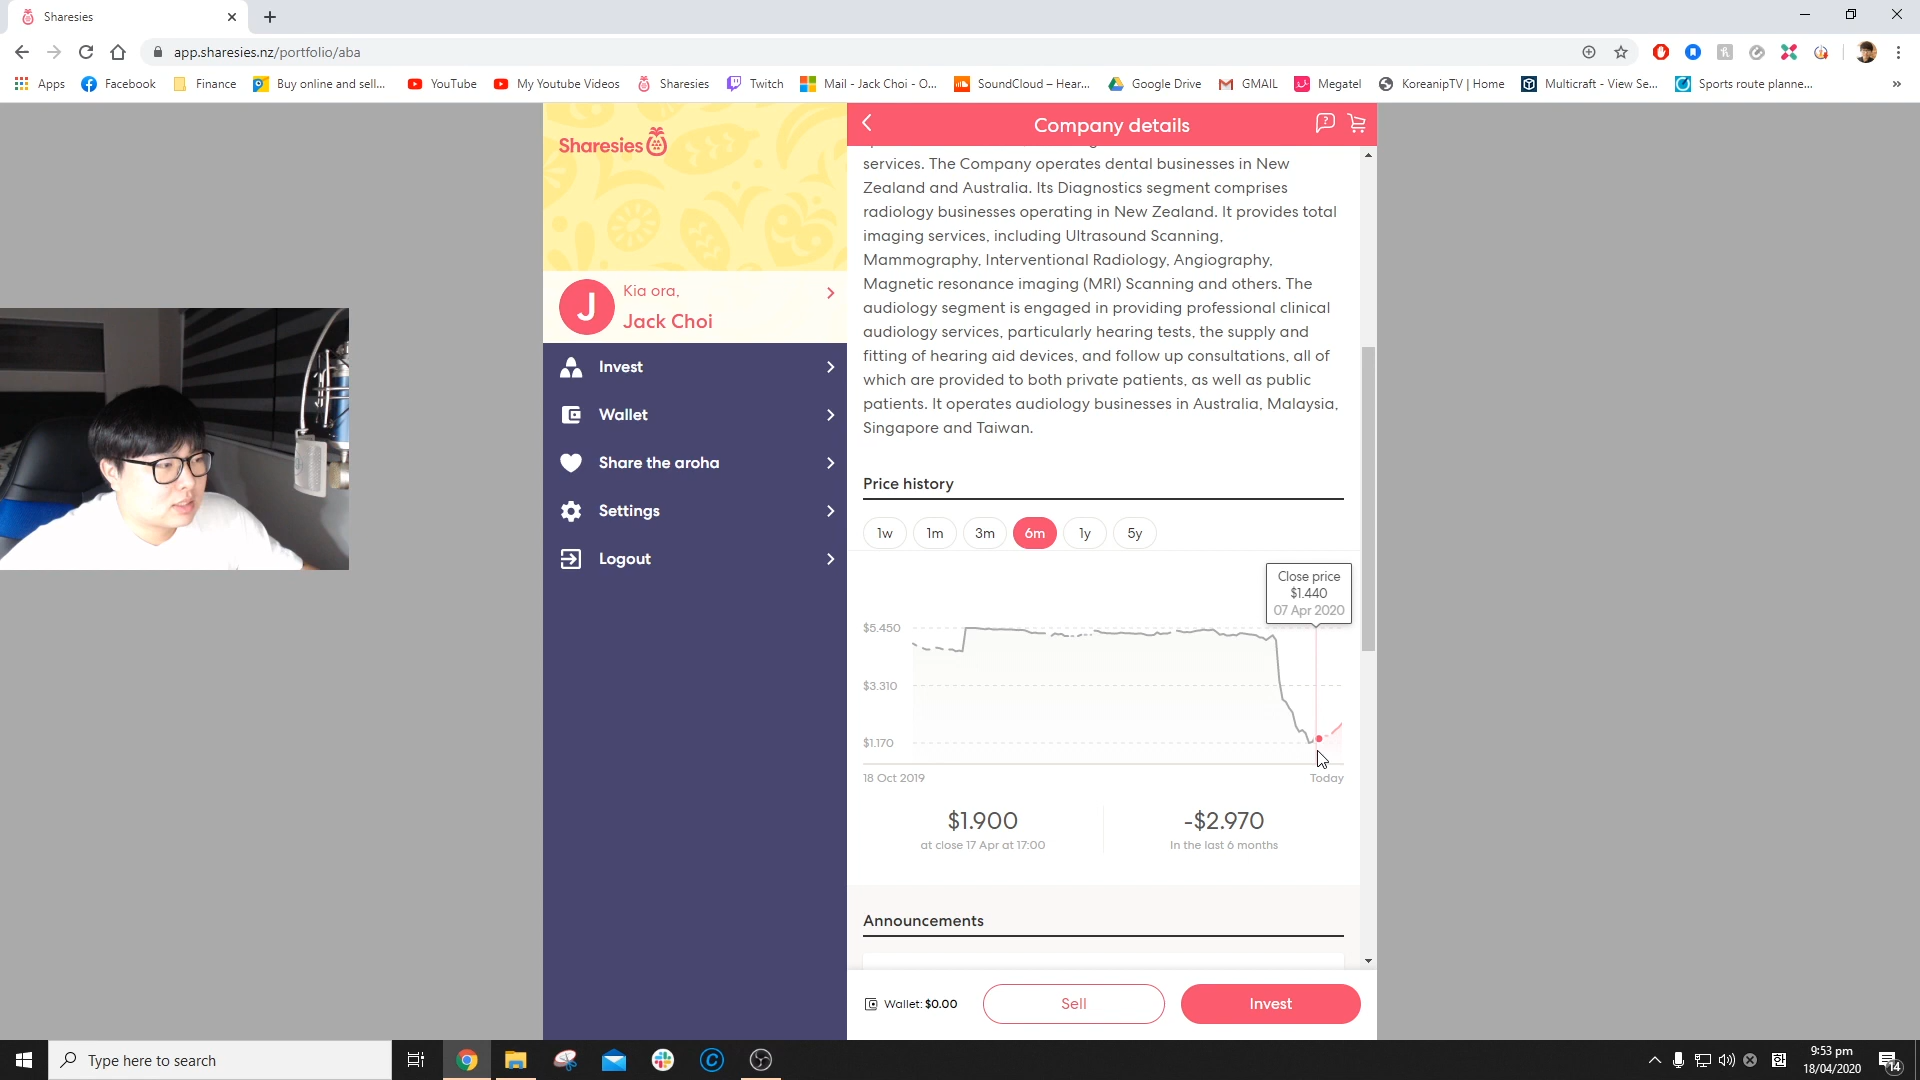 Sharesies
app.sharesies.nz/portfolio/aba
Apps
Facebook
Finance
Buy online and sell...
YouTube
My Youtube Videos
Sharesies
Twitch
Mail - Jack Choi - O...
SoundCloud – Hear...
Google Drive
GMAIL
Megatel
KoreanipTV | Home
Multicraft - View Se...
Sports route planne...
»
Sharesies
Kia ora,
Jack Choi
J
Invest
Wallet
Share the aroha
Settings
Logout
Company details
services. The Company operates dental businesses in New
Zealand and Australia. Its Diagnostics segment comprises
radiology businesses operating in New Zealand. It provides total
imaging services, including Ultrasound Scanning,
Mammography, Interventional Radiology, Angiography,
Magnetic resonance imaging (MRI) Scanning and others. The
audiology segment is engaged in providing professional clinical
audiology services, particularly hearing tests, the supply and
fitting of hearing aid devices, and follow up consultations, all of
which are provided to both private patients, as well as public
patients. It operates audiology businesses in Australia, Malaysia,
Singapore and Taiwan.
Price history
1w 1m 3m 6m 1y 5y
Close price
$1.440
07 Apr 2020
$5.450
$3.310
$1.170
18 Oct 2019
Today
$1.900
at close 17 Apr at 17:00
-$2.970
In the last 6 months
Announcements
Wallet: $0.00
Sell
Invest
Type here to search
9:53 pm
18/04/2020
14